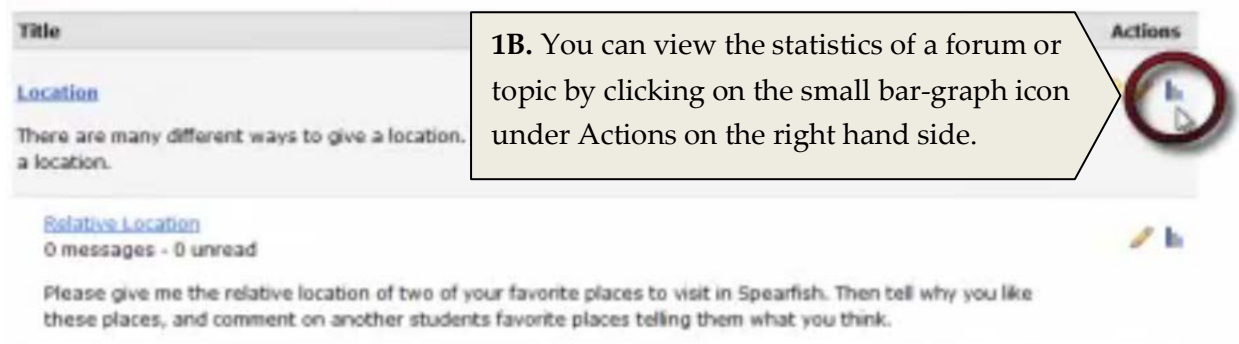 Title
Actions
1B. You can view the statistics of a forum or
topic by clicking on the small bar-graph icon
under Actions on the right hand side.
Location
There are many different ways to give a location.
a location.
Relative Location
0 messages - 0 unread
Please give me the relative location of two of your favorite places to visit in Spearfish. Then tell why you like
these places, and comment on another students favorite places telling them what you think.